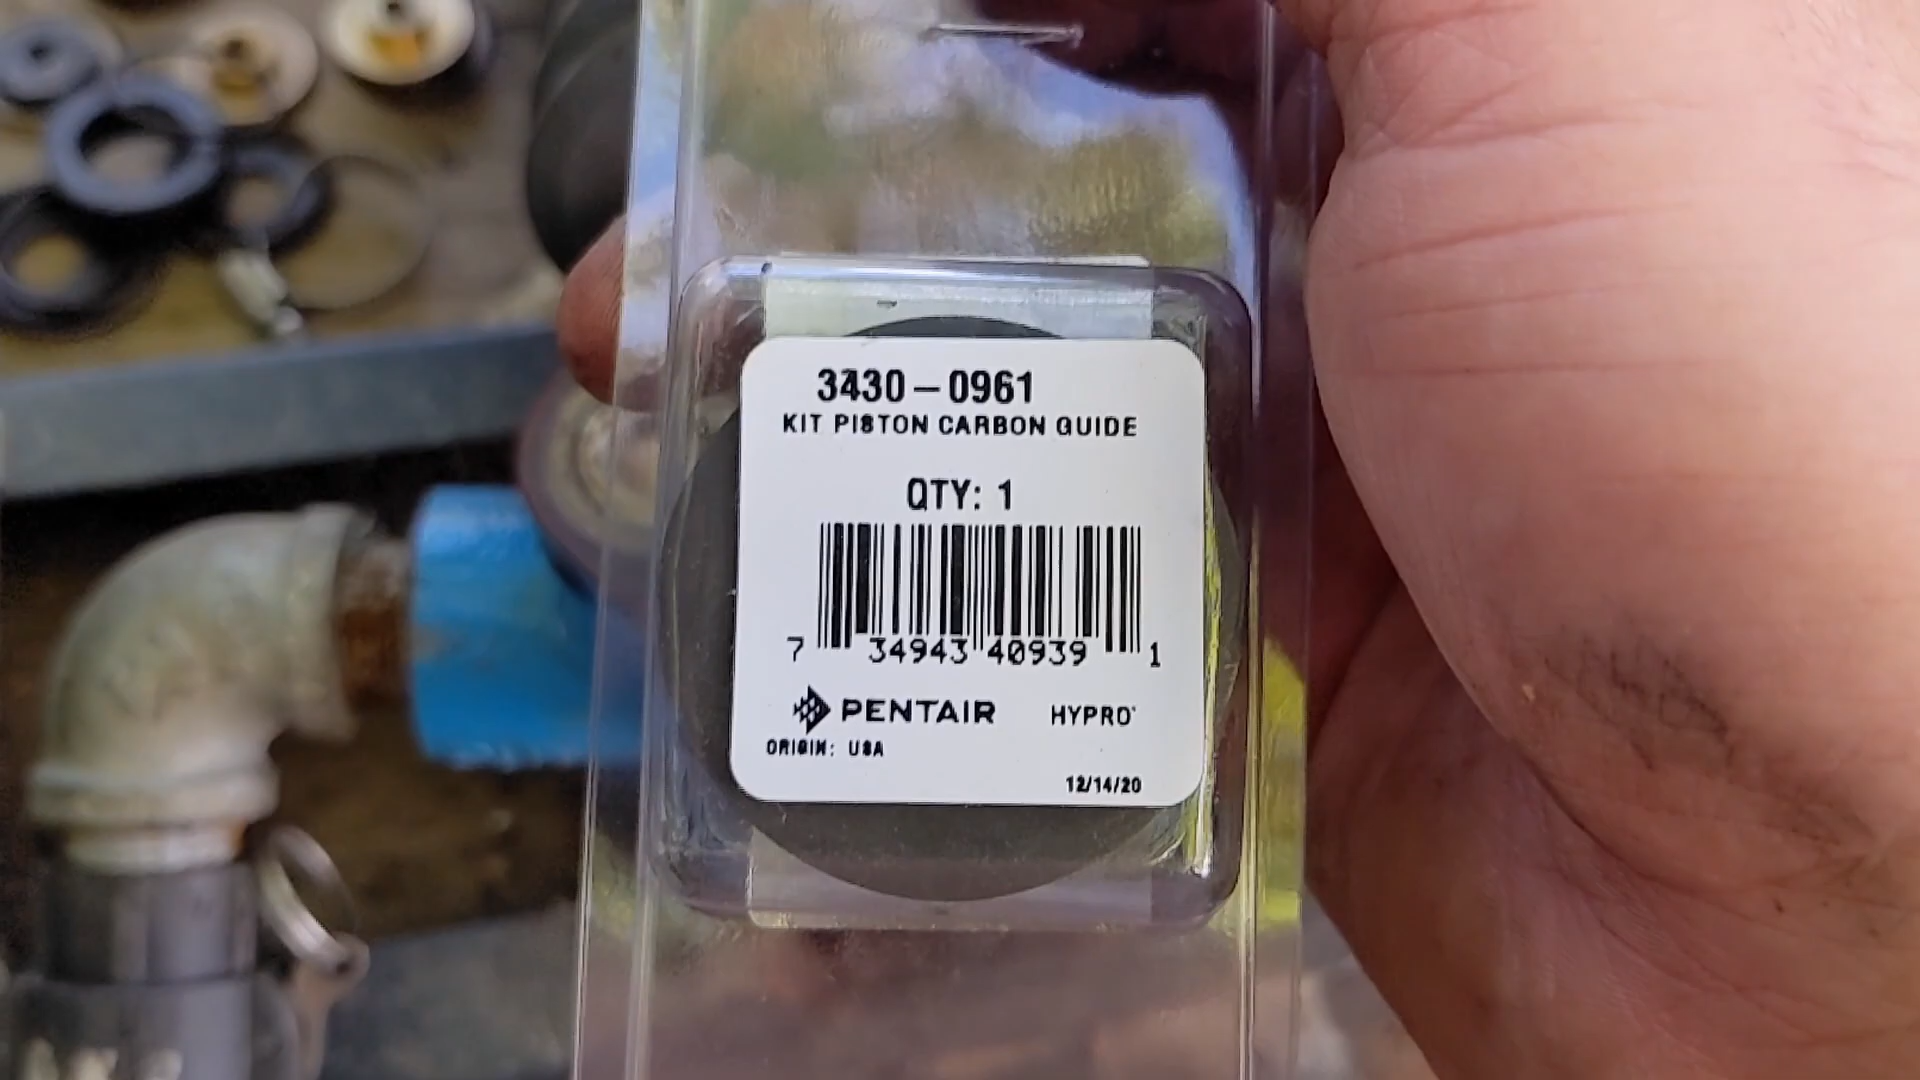 3430-0961
KIT PISTON CARBON GUIDE
QTY: 1
7 34943 40939 1
PENTAIR HYPRO
ORIGIN: USA
12/14/20